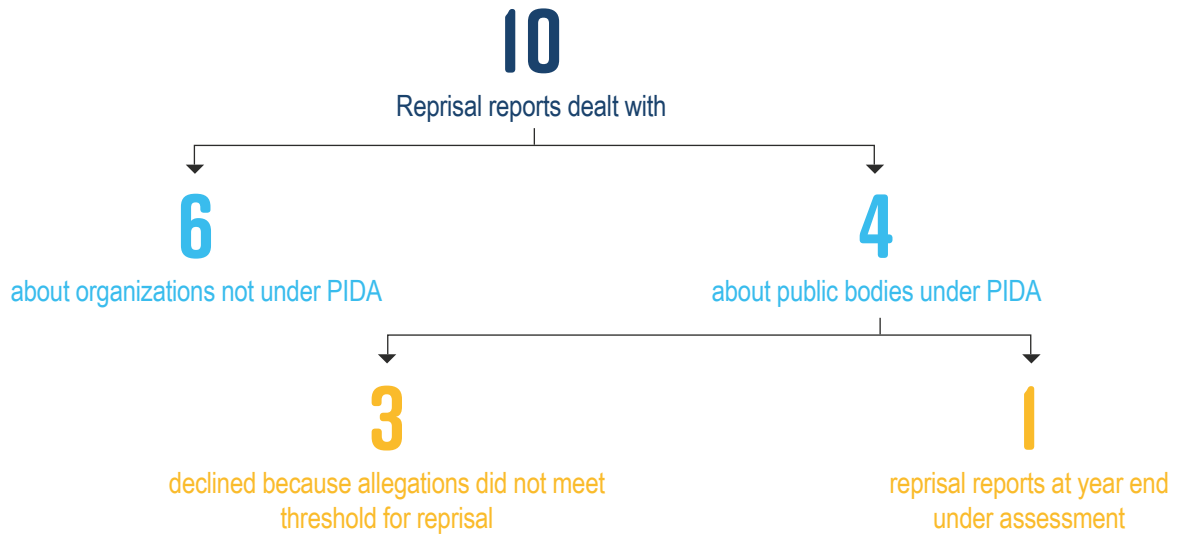 10
Reprisal reports dealt with
6
about organizations not under PIDA
4
about public bodies under PIDA
3
declined because allegations did not meet
threshold for reprisal
1
reprisal reports at year end
under assessment